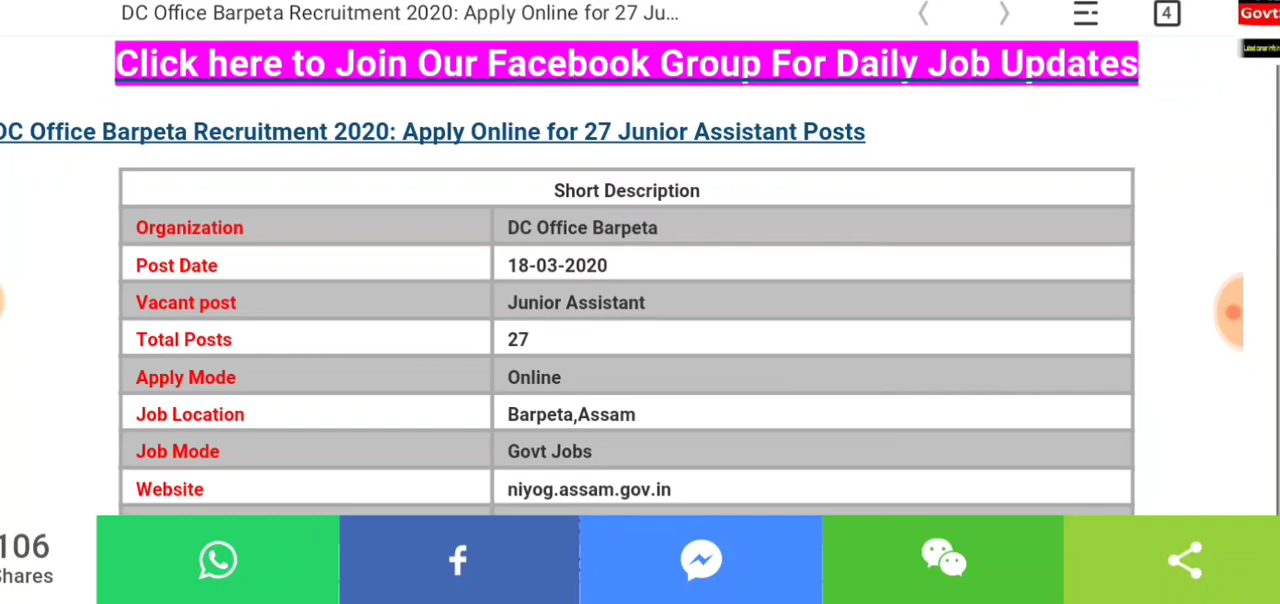 DC Office Barpeta Recruitment 2020: Apply Online for 27 Ju...
4
Govt
Click here to Join Our Facebook Group For Daily Job Updates
DC Office Barpeta Recruitment 2020: Apply Online for 27 Junior Assistant Posts
Short Description
Organization DC Office Barpeta
Post Date 18-03-2020
Vacant post Junior Assistant
Total Posts 27
Apply Mode Online
Job Location Barpeta,Assam
Job Mode Govt Jobs
Website niyog.assam.gov.in
106
Shares